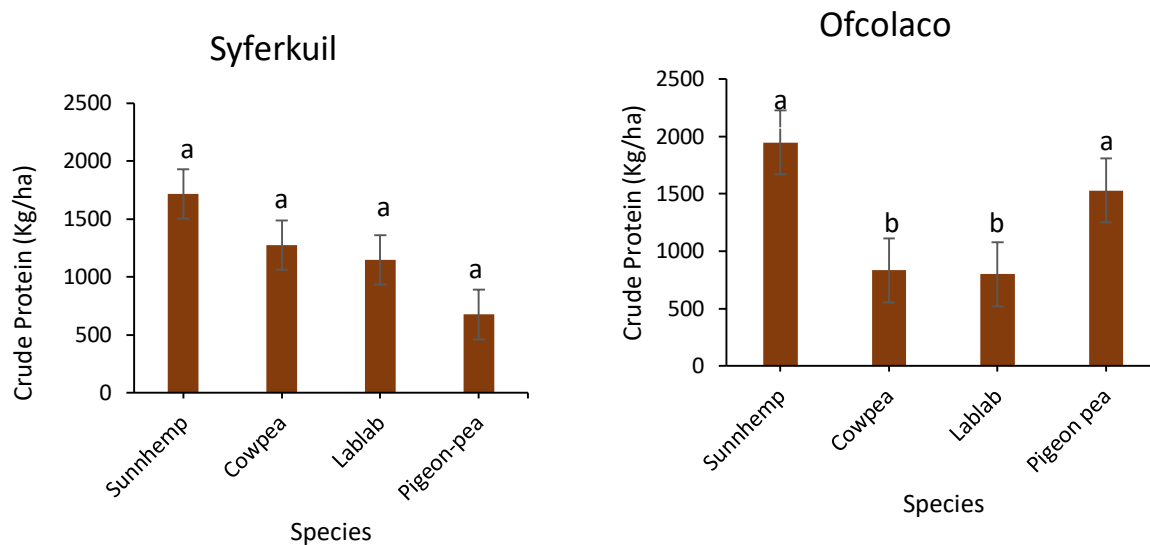 Syferkuil
Crude Protein (Kg/ha)
2500
2000
1500
1000
500
0
a
a
a
a
Sunnhemp
Cowpea
Lablab
Pigeon-pea
Species
Ofcolaco
Crude Protein (Kg/ha)
2500
2000
1500
1000
500
0
a
b
b
a
Sunnhemp
Cowpea
Lablab
Pigeon pea
Species